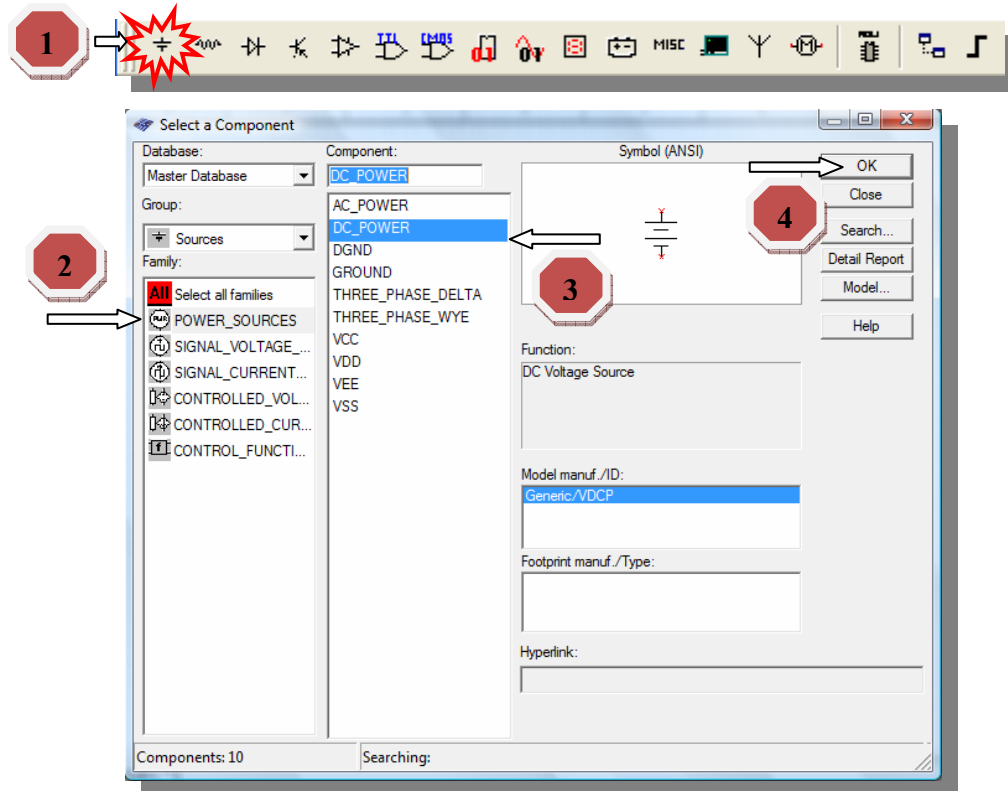 1
TTL
CMOS
MISC
Select a Component
Database:
Master Database
Group:
Sources
Family:
All Select all families
POWER_SOURCES
SIGNAL_VOLTAGE_...
SIGNAL_CURRENT...
CONTROLLED_VOL...
CONTROLLED_CUR...
CONTROL_FUNCTI...
2
Component:
DC_POWER
AC_POWER
DC_POWER
DGND
GROUND
THREE_PHASE_DELTA
THREE_PHASE_WYE
VCC
VDD
VEE
VSS
3
Symbol (ANSI)
Function:
DC Voltage Source
Model manuf./ID:
Generic/VDCP
Footprint manuf./Type:
Hyperlink:
OK
Close
Search...
Detail Report
Model...
Help
4
Components: 10
Searching: